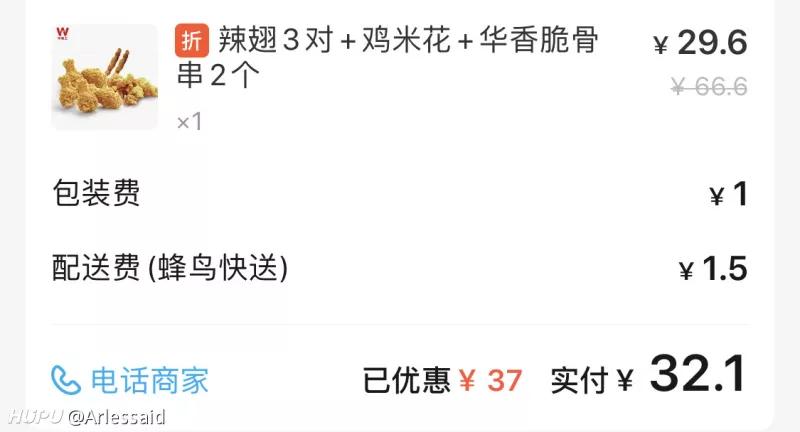 折 辣翅3对+鸡米花+华香脆骨 ¥29.6
串2个 ¥66.6
×1
包装费 ¥1
配送费(蜂鸟快送) ¥1.5
电话商家 已优惠¥37 实付¥32.1
HUPU @Arlessaid